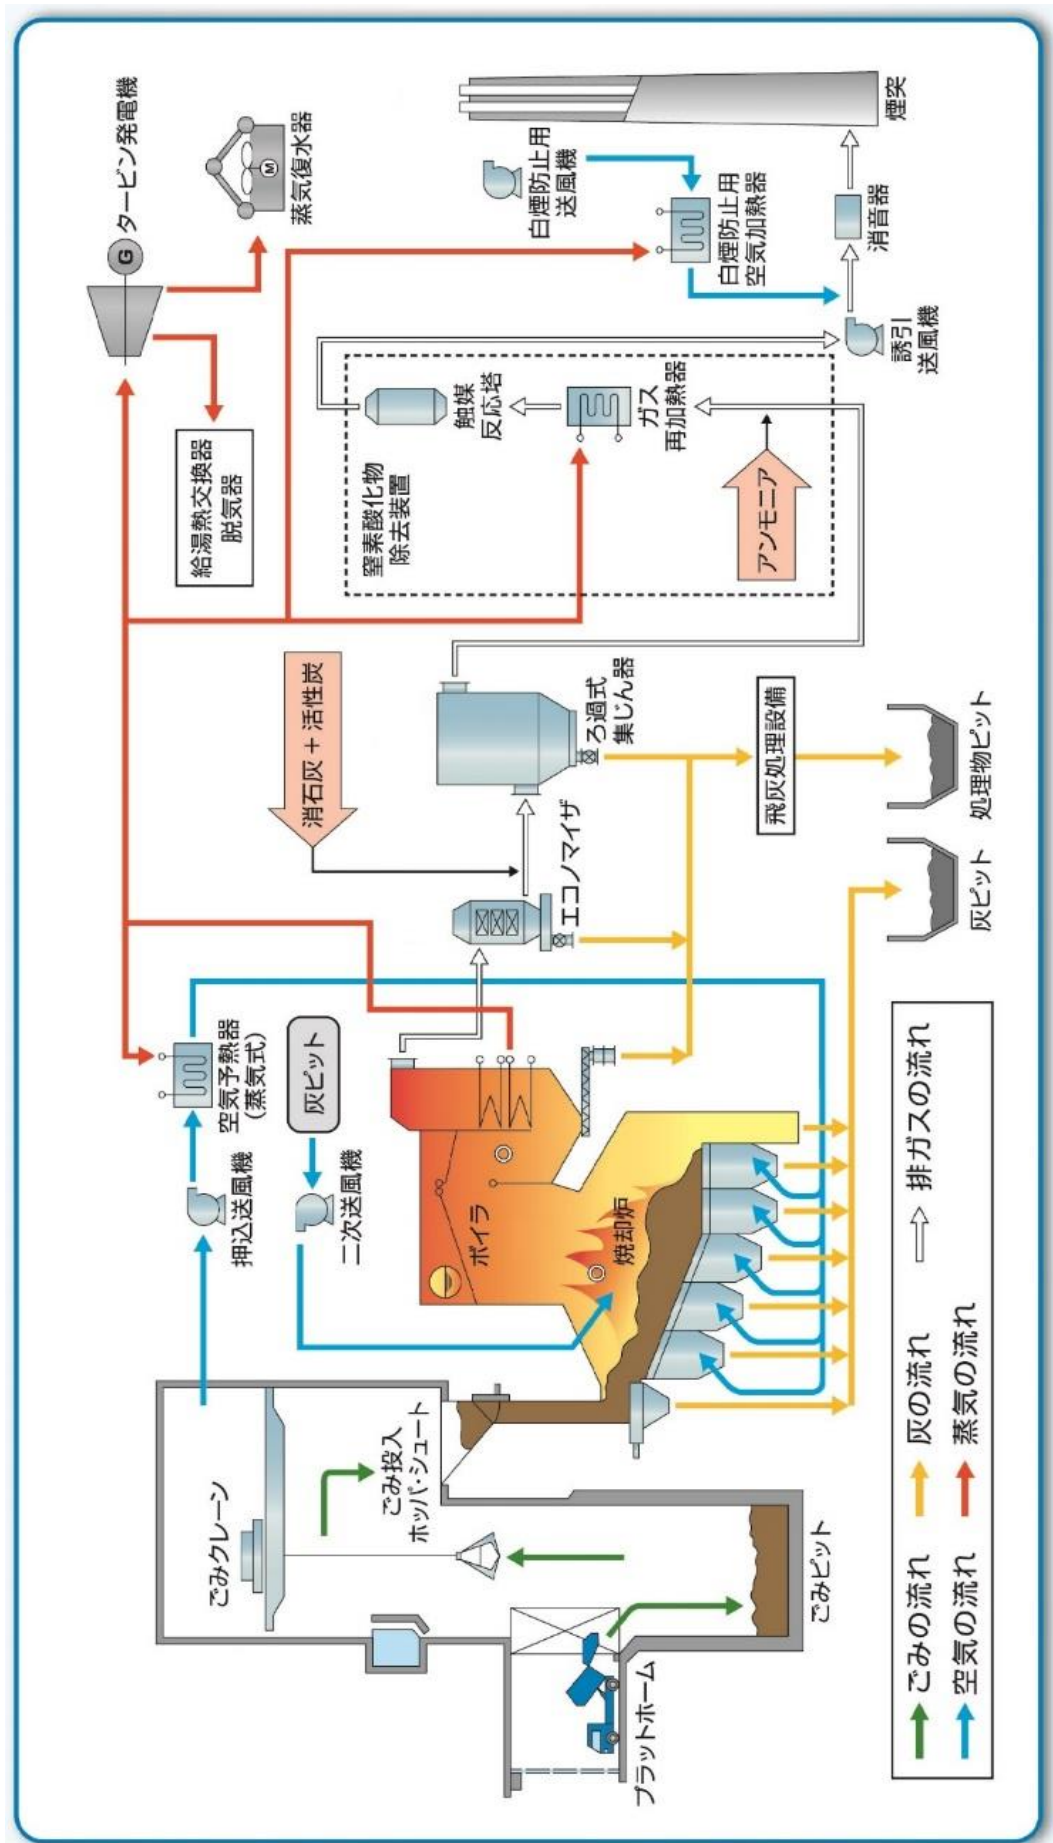 タービン発電機
G
蒸気復水器
M
給湯熱交換器
脱気器
白煙防止用
送風機
白煙防止用
空気加熱器
煙突
消音器
誘引
送風機
触媒
反応塔
ガス
再加熱器
窒素酸化物
除去装置
アンモニア
消石灰+活性炭
ろ過式
集じん器
エコノマイザ
飛灰処理設備
処理物ピット
灰ピット
空気予熱器
(蒸気式)
押込送風機
灰ピット
二次送風機
ボイラ
焼却炉
ごみクレーン
ごみ投入
ホッパ・シュート
ごみピット
プラットホーム
ごみの流れ
灰の流れ
排ガスの流れ
空気の流れ
蒸気の流れ